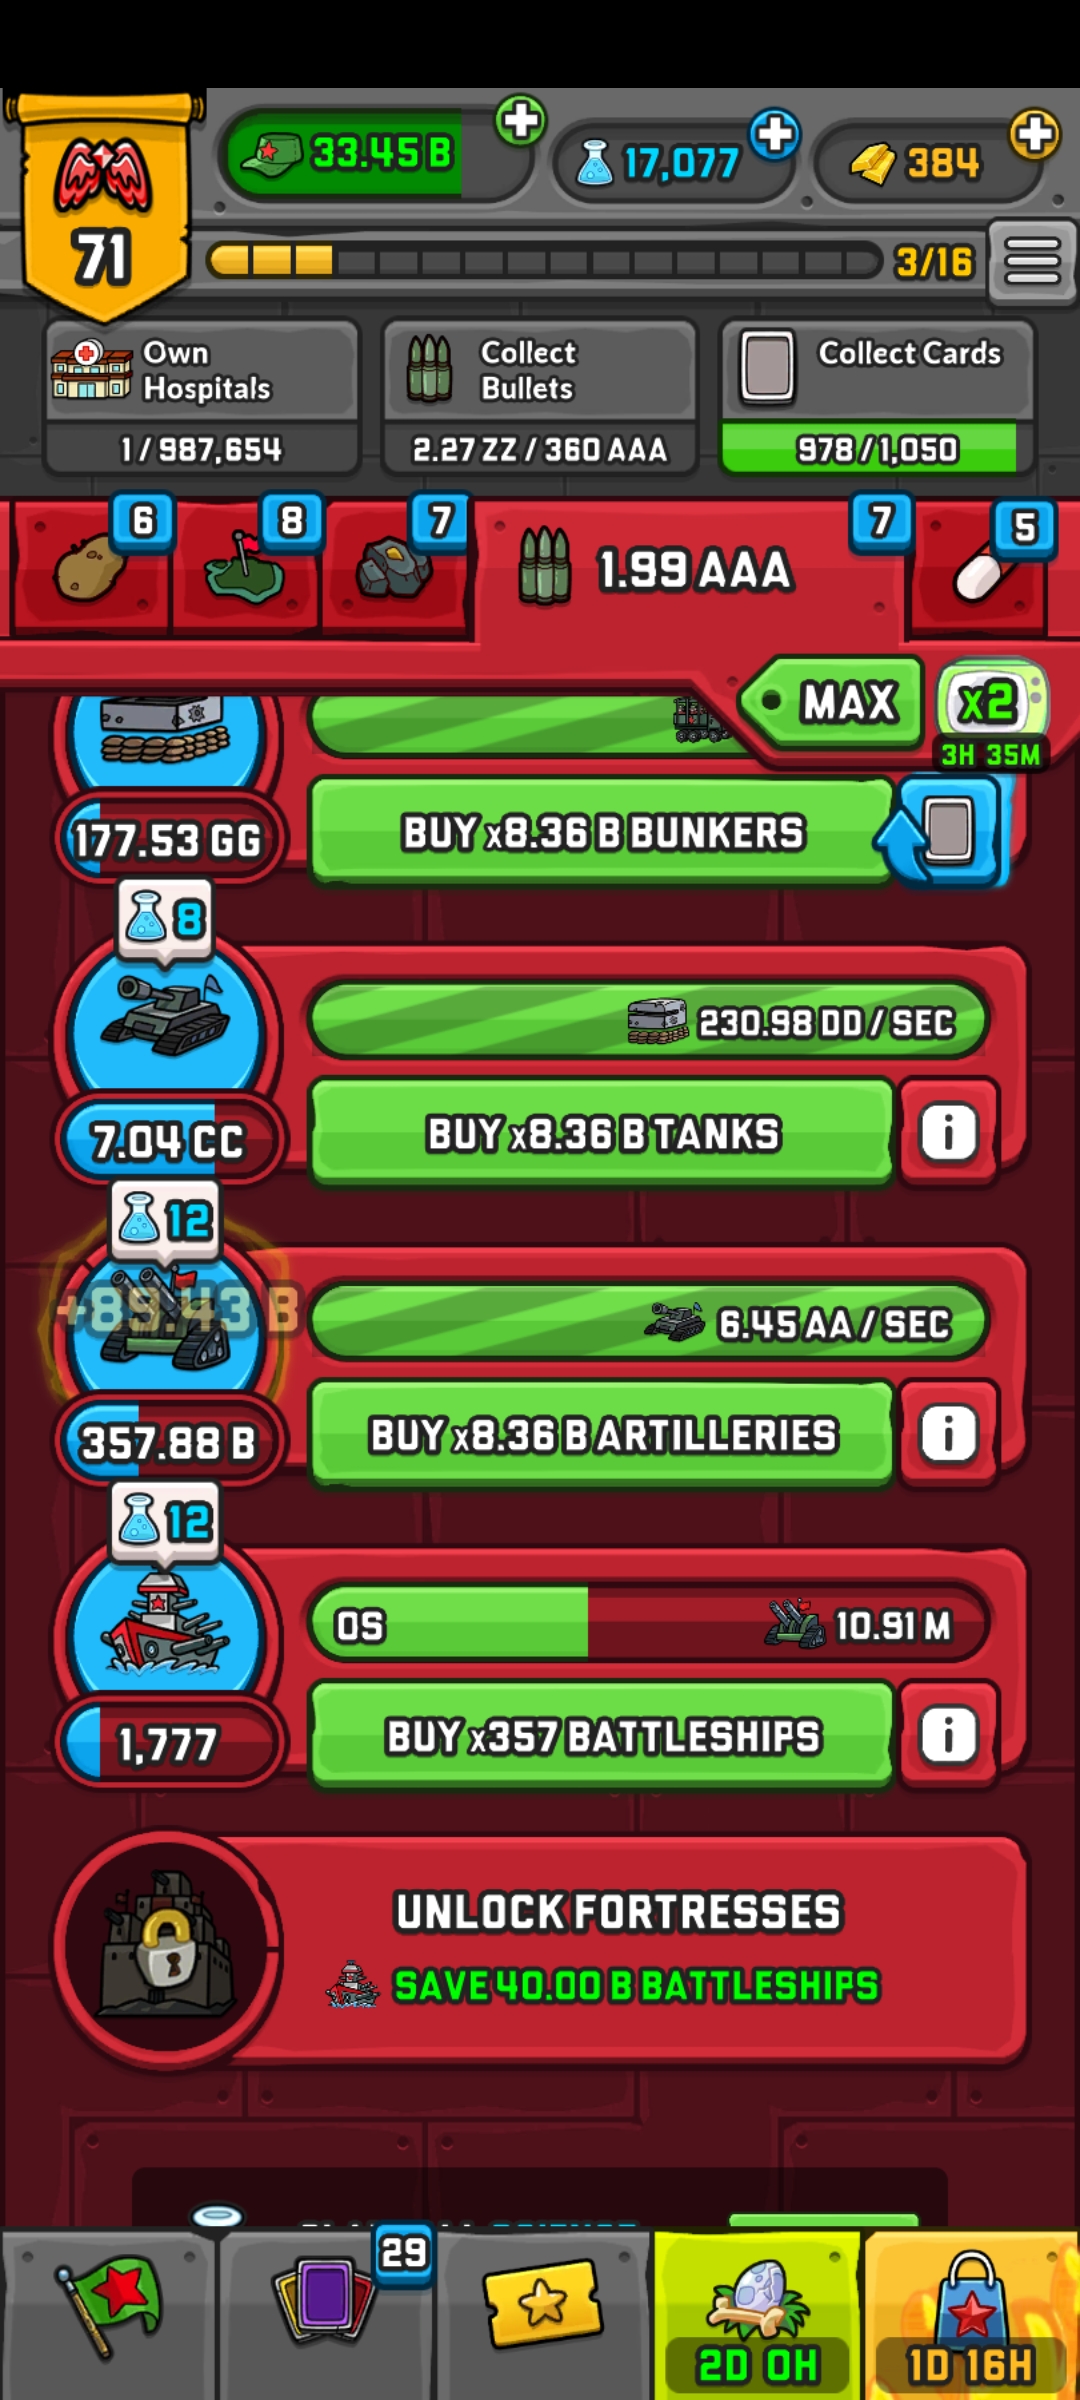 33.45 B
17,077
384
71
3/16
Own
Hospitals
1 / 987,654
Collect
Bullets
2.27 ZZ / 360 AAA
Collect Cards
978 / 1,050
6
8
7
1.99 AAA
7
5
MAX
x2
3H 35M
177.53 GG
BUY x8.36 B BUNKERS
8
230.98 DD / SEC
7.04 CC
BUY x8.36 B TANKS
i
12
+89.43 B
6.45 AA / SEC
357.88 B
BUY x8.36 B ARTILLERIES
i
12
0S
10.91 M
1,777
BUY x357 BATTLESHIPS
i
UNLOCK FORTRESSES
SAVE 40.00 B BATTLESHIPS
29
2D 0H
1D 16H